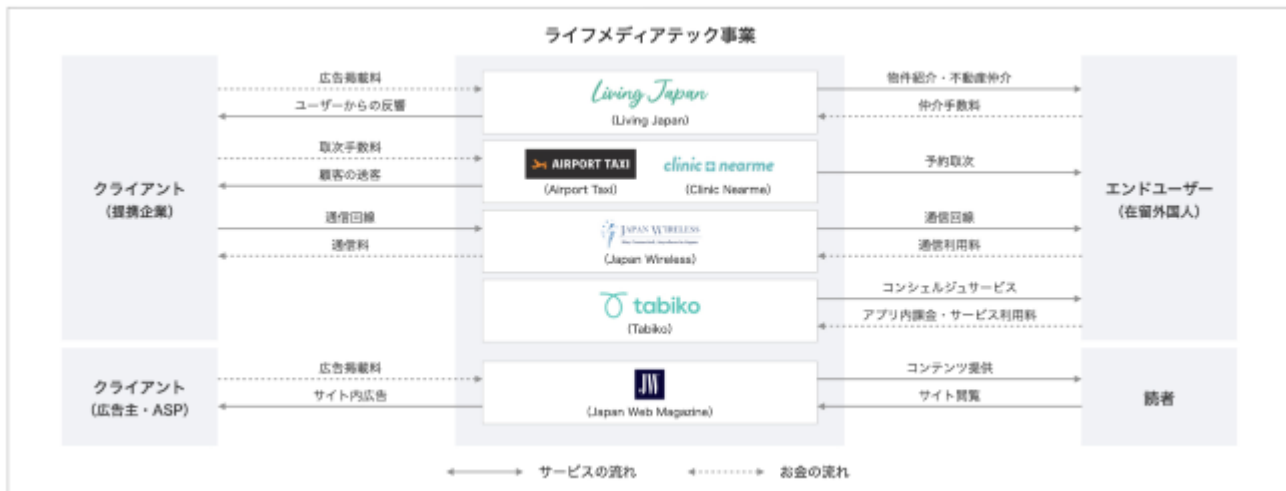 ライフメディアテック事業
クライアント
(提携企業)
広告掲載料
ユーザーからの反響
取次手数料
顧客の送客
通信回線
通信料
Living Japan
(Living Japan)
AIRPORT TAXI
(Airport Taxi)
clinic nearme
(Clinic Nearme)
JAPAN WIRELESS
(Japan Wireless)
tabiko
(Tabiko)
物件紹介・不動産仲介
仲介手数料
予約取次
通信回線
通信利用料
コンシェルジュサービス
アプリ内課金・サービス利用料
エンドユーザー
(在留外国人)
クライアント
(広告主・ASP)
広告掲載料
サイト内広告
JW
(Japan Web Magazine)
コンテンツ提供
サイト閲覧
読者
サービスの流れ
お金の流れ